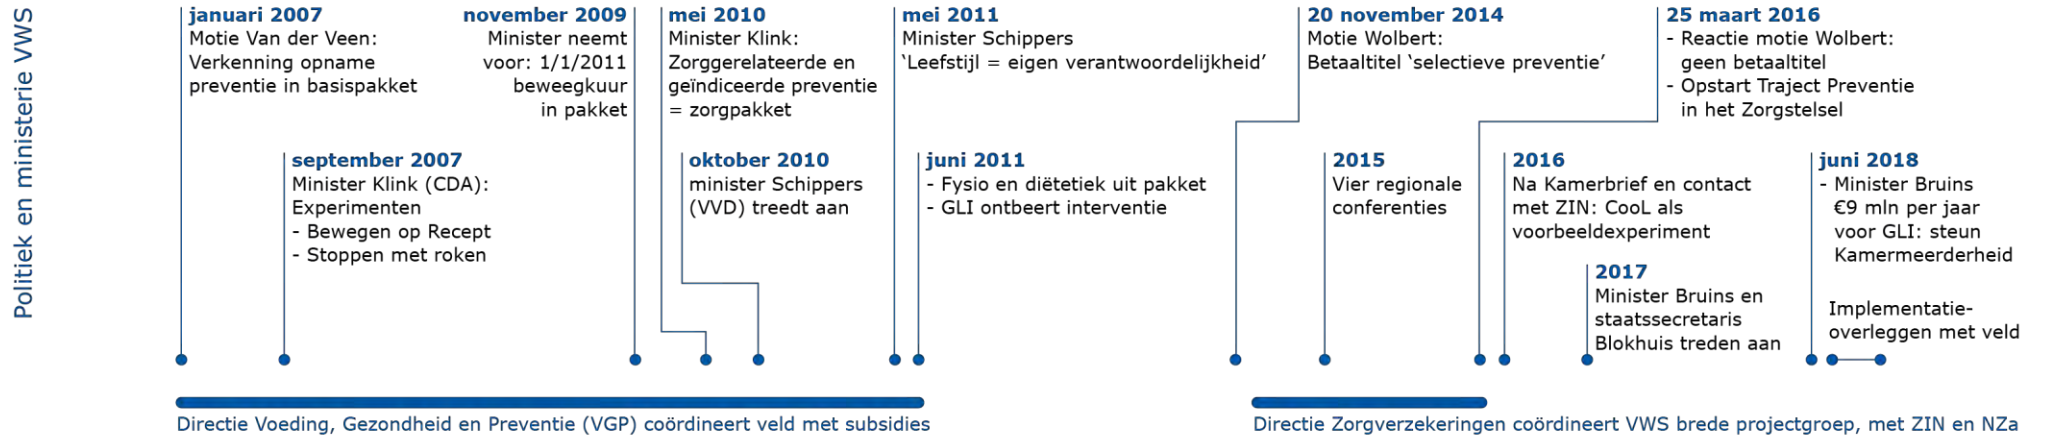 Politiek en ministerie VWS
januari 2007
Motie Van der Veen:
Verkenning opname
preventie in basispakket
september 2007
Minister Klink (CDA):
Experimenten
- Bewegen op Recept
- Stoppen met roken
november 2009
Minister neemt
voor: 1/1/2011
beweegkuur
in pakket
mei 2010
Minister Klink:
Zorggerelateerde en
geïndiceerde preventie
= zorgpakket
oktober 2010
minister Schippers
(VVD) treedt aan
mei 2011
Minister Schippers
‘Leefstijl = eigen verantwoordelijkheid’
juni 2011
- Fysio en diëtetiek uit pakket
- GLI ontbeert interventie
20 november 2014
Motie Wolbert:
Betaaltitel ‘selectieve preventie’
2015
Vier regionale
conferenties
25 maart 2016
- Reactie motie Wolbert:
geen betaaltitel
- Opstart Traject Preventie
in het Zorgstelsel
2016
Na Kamerbrief en contact
met ZIN: CooL als
voorbeeldexperiment
2017
Minister Bruins en
staatssecretaris
Blokhuis treden aan
juni 2018
- Minister Bruins
€9 mln per jaar
voor GLI: steun
Kamermeerderheid
Implementatie-
overleggen met veld
Directie Voeding, Gezondheid en Preventie (VGP) coördineert veld met subsidies
Directie Zorgverzekeringen coördineert VWS brede projectgroep, met ZIN en NZa